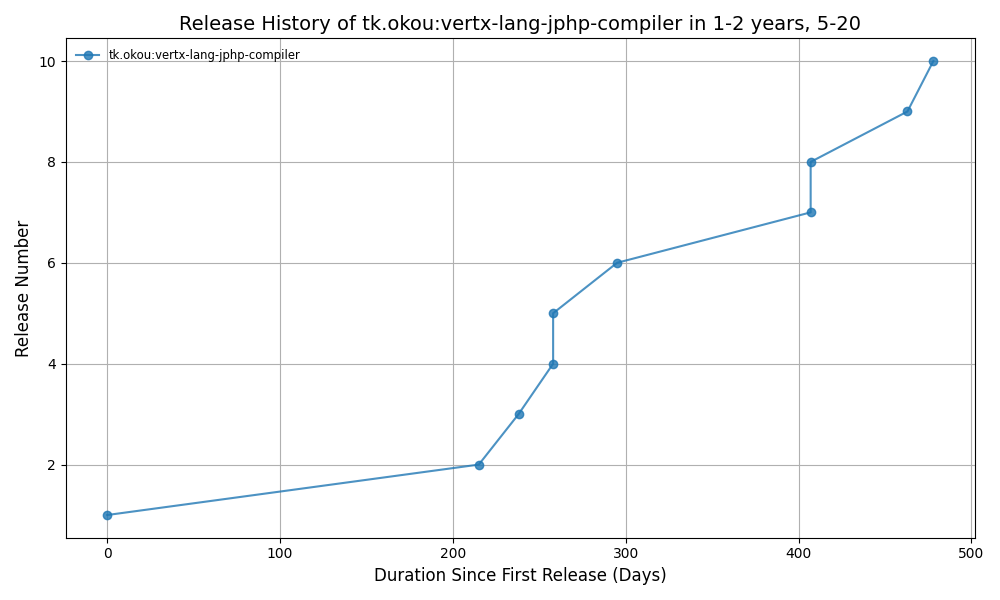 Release History of tk.okou:vertx-lang-jphp-compiler in 1-2 years, 5-20
tk.okou:vertx-lang-jphp-compiler
10
8
6
4
2
Release Number
0 100 200 300 400 500
Duration Since First Release (Days)